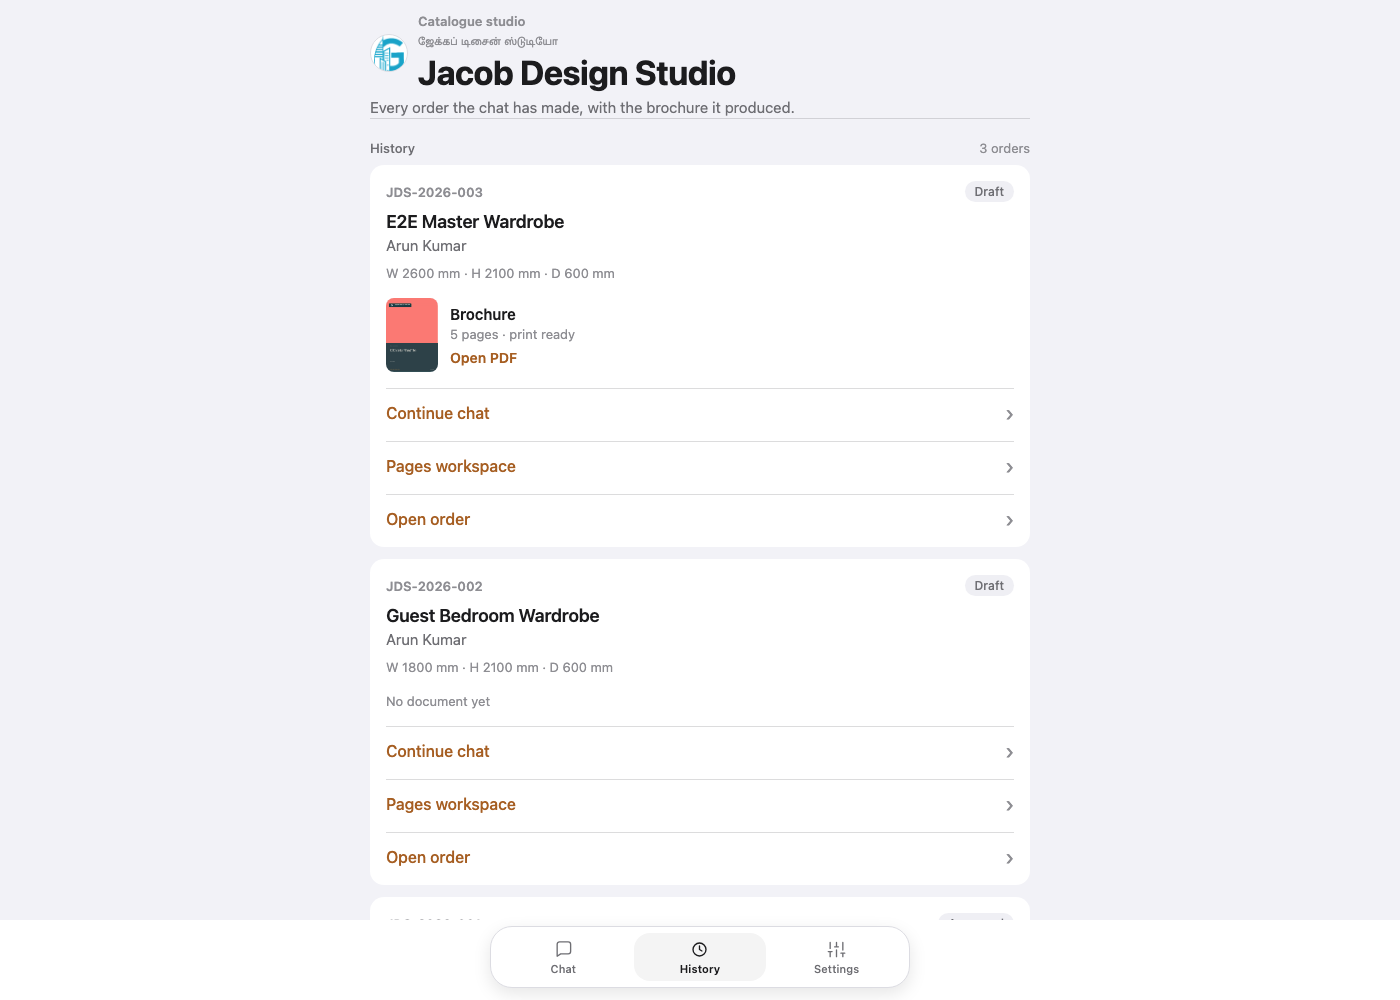 Catalogue studio
ஜேக்கப் டிசைன் ஸ்டுடியோ
Jacob Design Studio
Every order the chat has made, with the brochure it produced.
History
3 orders
JDS-2026-003
Draft
E2E Master Wardrobe
Arun Kumar
W 2600 mm · H 2100 mm · D 600 mm
Brochure
5 pages · print ready
Open PDF
Continue chat
Pages workspace
Open order
JDS-2026-002
Draft
Guest Bedroom Wardrobe
Arun Kumar
W 1800 mm · H 2100 mm · D 600 mm
No document yet
Continue chat
Pages workspace
Open order
Chat
History
Settings